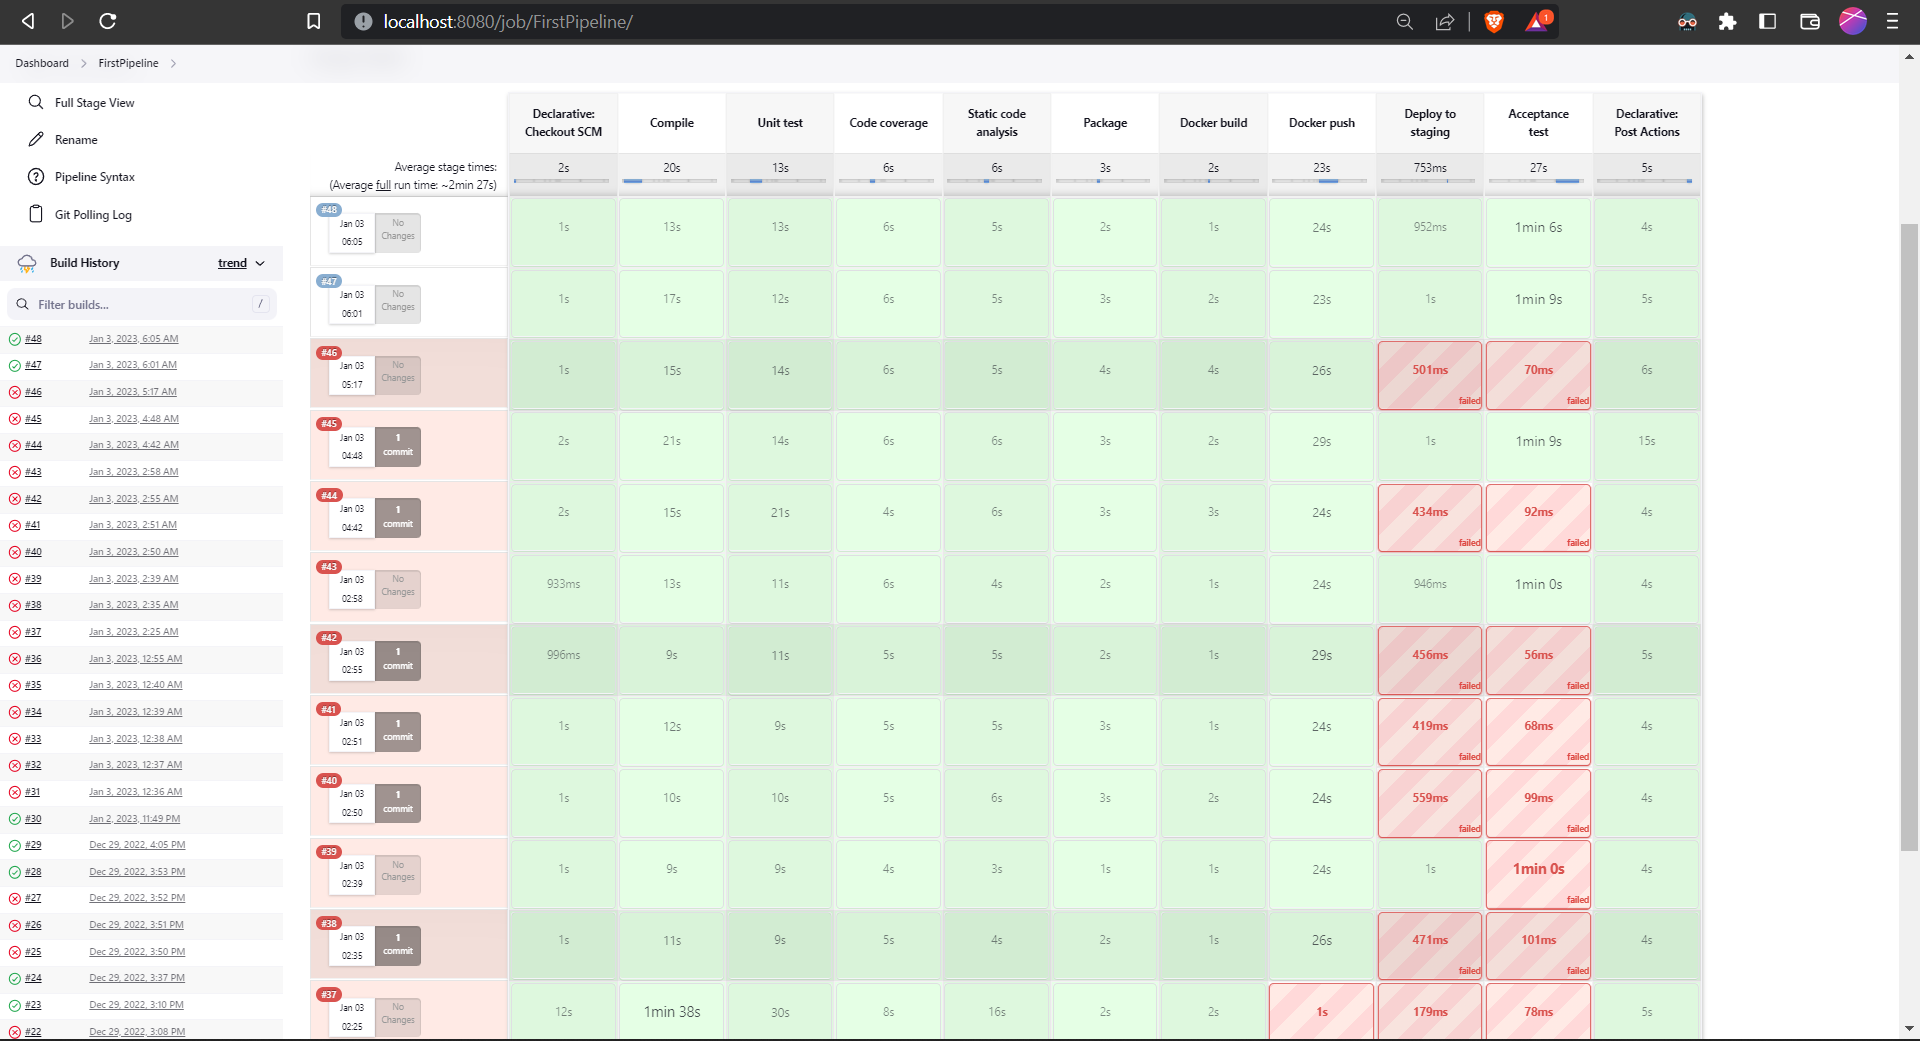 localhost:8080/job/FirstPipeline/
1
Dashboard
FirstPipeline
Full Stage View
Rename
Pipeline Syntax
Git Polling Log
Build History
trend
Filter builds...
/
#48 Jan 3, 2023, 6:05 AM
#47 Jan 3, 2023, 6:01 AM
#46 Jan 3, 2023, 5:17 AM
#45 Jan 3, 2023, 4:48 AM
#44 Jan 3, 2023, 4:42 AM
#43 Jan 3, 2023, 2:58 AM
#42 Jan 3, 2023, 2:55 AM
#41 Jan 3, 2023, 2:51 AM
#40 Jan 3, 2023, 2:50 AM
#39 Jan 3, 2023, 2:39 AM
#38 Jan 3, 2023, 2:35 AM
#37 Jan 3, 2023, 2:25 AM
#36 Jan 3, 2023, 12:55 AM
#35 Jan 3, 2023, 12:40 AM
#34 Jan 3, 2023, 12:39 AM
#33 Jan 3, 2023, 12:38 AM
#32 Jan 3, 2023, 12:37 AM
#31 Jan 3, 2023, 12:36 AM
#30 Jan 2, 2023, 11:49 PM
#29 Dec 29, 2022, 4:05 PM
#28 Dec 29, 2022, 3:53 PM
#27 Dec 29, 2022, 3:52 PM
#26 Dec 29, 2022, 3:51 PM
#25 Dec 29, 2022, 3:50 PM
#24 Dec 29, 2022, 3:37 PM
#23 Dec 29, 2022, 3:10 PM
#22 Dec 29, 2022, 3:08 PM
Declarative: Checkout SCM
Compile
Unit test
Code coverage
Static code analysis
Package
Docker build
Docker push
Deploy to staging
Acceptance test
Declarative: Post Actions
Average stage times:
(Average full run time: ~2min 27s)
2s 20s 13s 6s 6s 3s 2s 23s 753ms 27s 5s
#48
Jan 03 06:05
No Changes
1s 13s 13s 6s 5s 2s 1s 24s 952ms 1min 6s 4s
#47
Jan 03 06:01
No Changes
1s 17s 12s 6s 5s 3s 2s 23s 1s 1min 9s 5s
#46
Jan 03 05:17
No Changes
1s 15s 14s 6s 5s 4s 4s 26s 501ms failed 70ms failed 6s
#45
Jan 03 04:48
1 commit
2s 21s 14s 6s 6s 3s 2s 29s 1s 1min 9s 15s
#44
Jan 03 04:42
1 commit
2s 15s 21s 4s 6s 3s 3s 24s 434ms failed 92ms failed 4s
#43
Jan 03 02:58
No Changes
933ms 13s 11s 6s 4s 2s 1s 24s 946ms 1min 0s 4s
#42
Jan 03 02:55
1 commit
996ms 9s 11s 5s 5s 2s 1s 29s 456ms failed 56ms failed 5s
#41
Jan 03 02:51
1 commit
1s 12s 9s 5s 5s 3s 1s 24s 419ms failed 68ms failed 4s
#40
Jan 03 02:50
1 commit
1s 10s 10s 5s 6s 3s 2s 24s 559ms failed 99ms failed 4s
#39
Jan 03 02:39
No Changes
1s 9s 9s 4s 3s 1s 1s 24s 1s 1min 0s failed 4s
#38
Jan 03 02:35
1 commit
1s 11s 9s 5s 4s 2s 1s 26s 471ms failed 101ms failed 4s
#37
Jan 03 02:25
No Changes
12s 1min 38s 30s 8s 16s 2s 2s 1s 179ms 78ms 5s